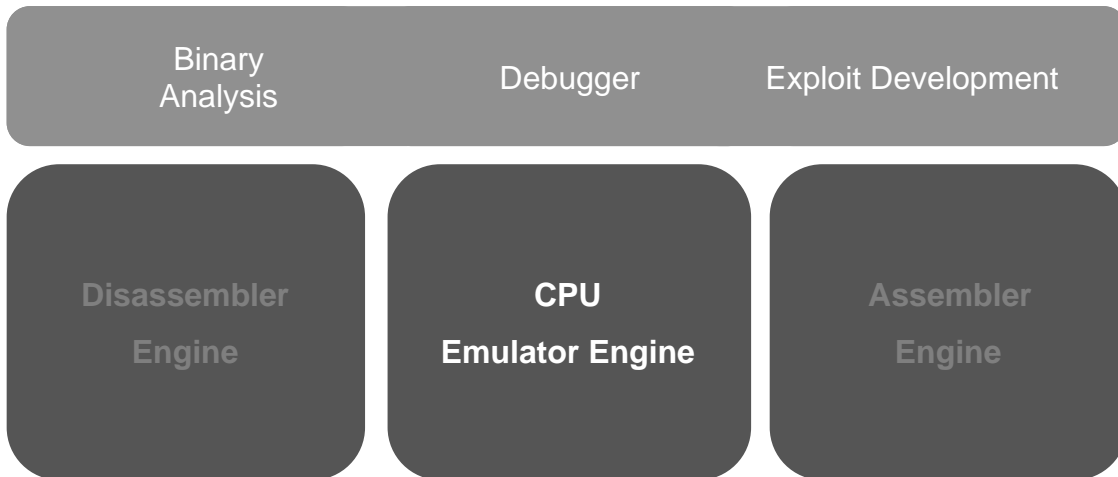 Binary
Analysis
Debugger
Exploit Development
Disassembler
Engine
CPU
Emulator Engine
Assembler
Engine